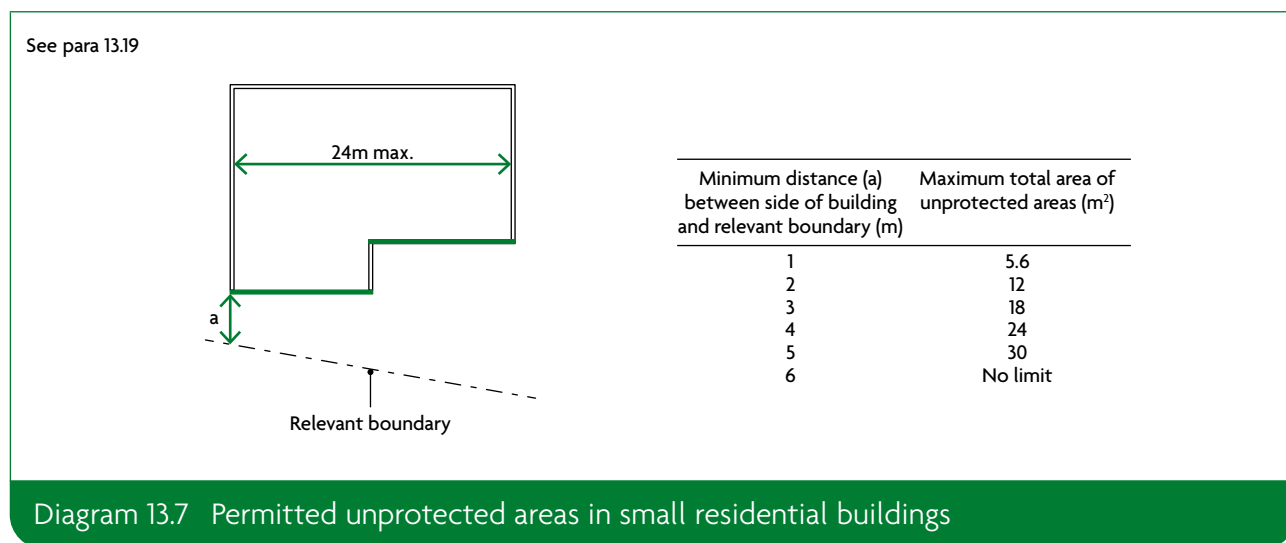 See para 13.19
24m max.
a
Relevant boundary
Minimum distance (a) Maximum total area of
between side of building unprotected areas (m²)
and relevant boundary (m)
1 5.6
2 12
3 18
4 24
5 30
6 No limit
Diagram 13.7 Permitted unprotected areas in small residential buildings